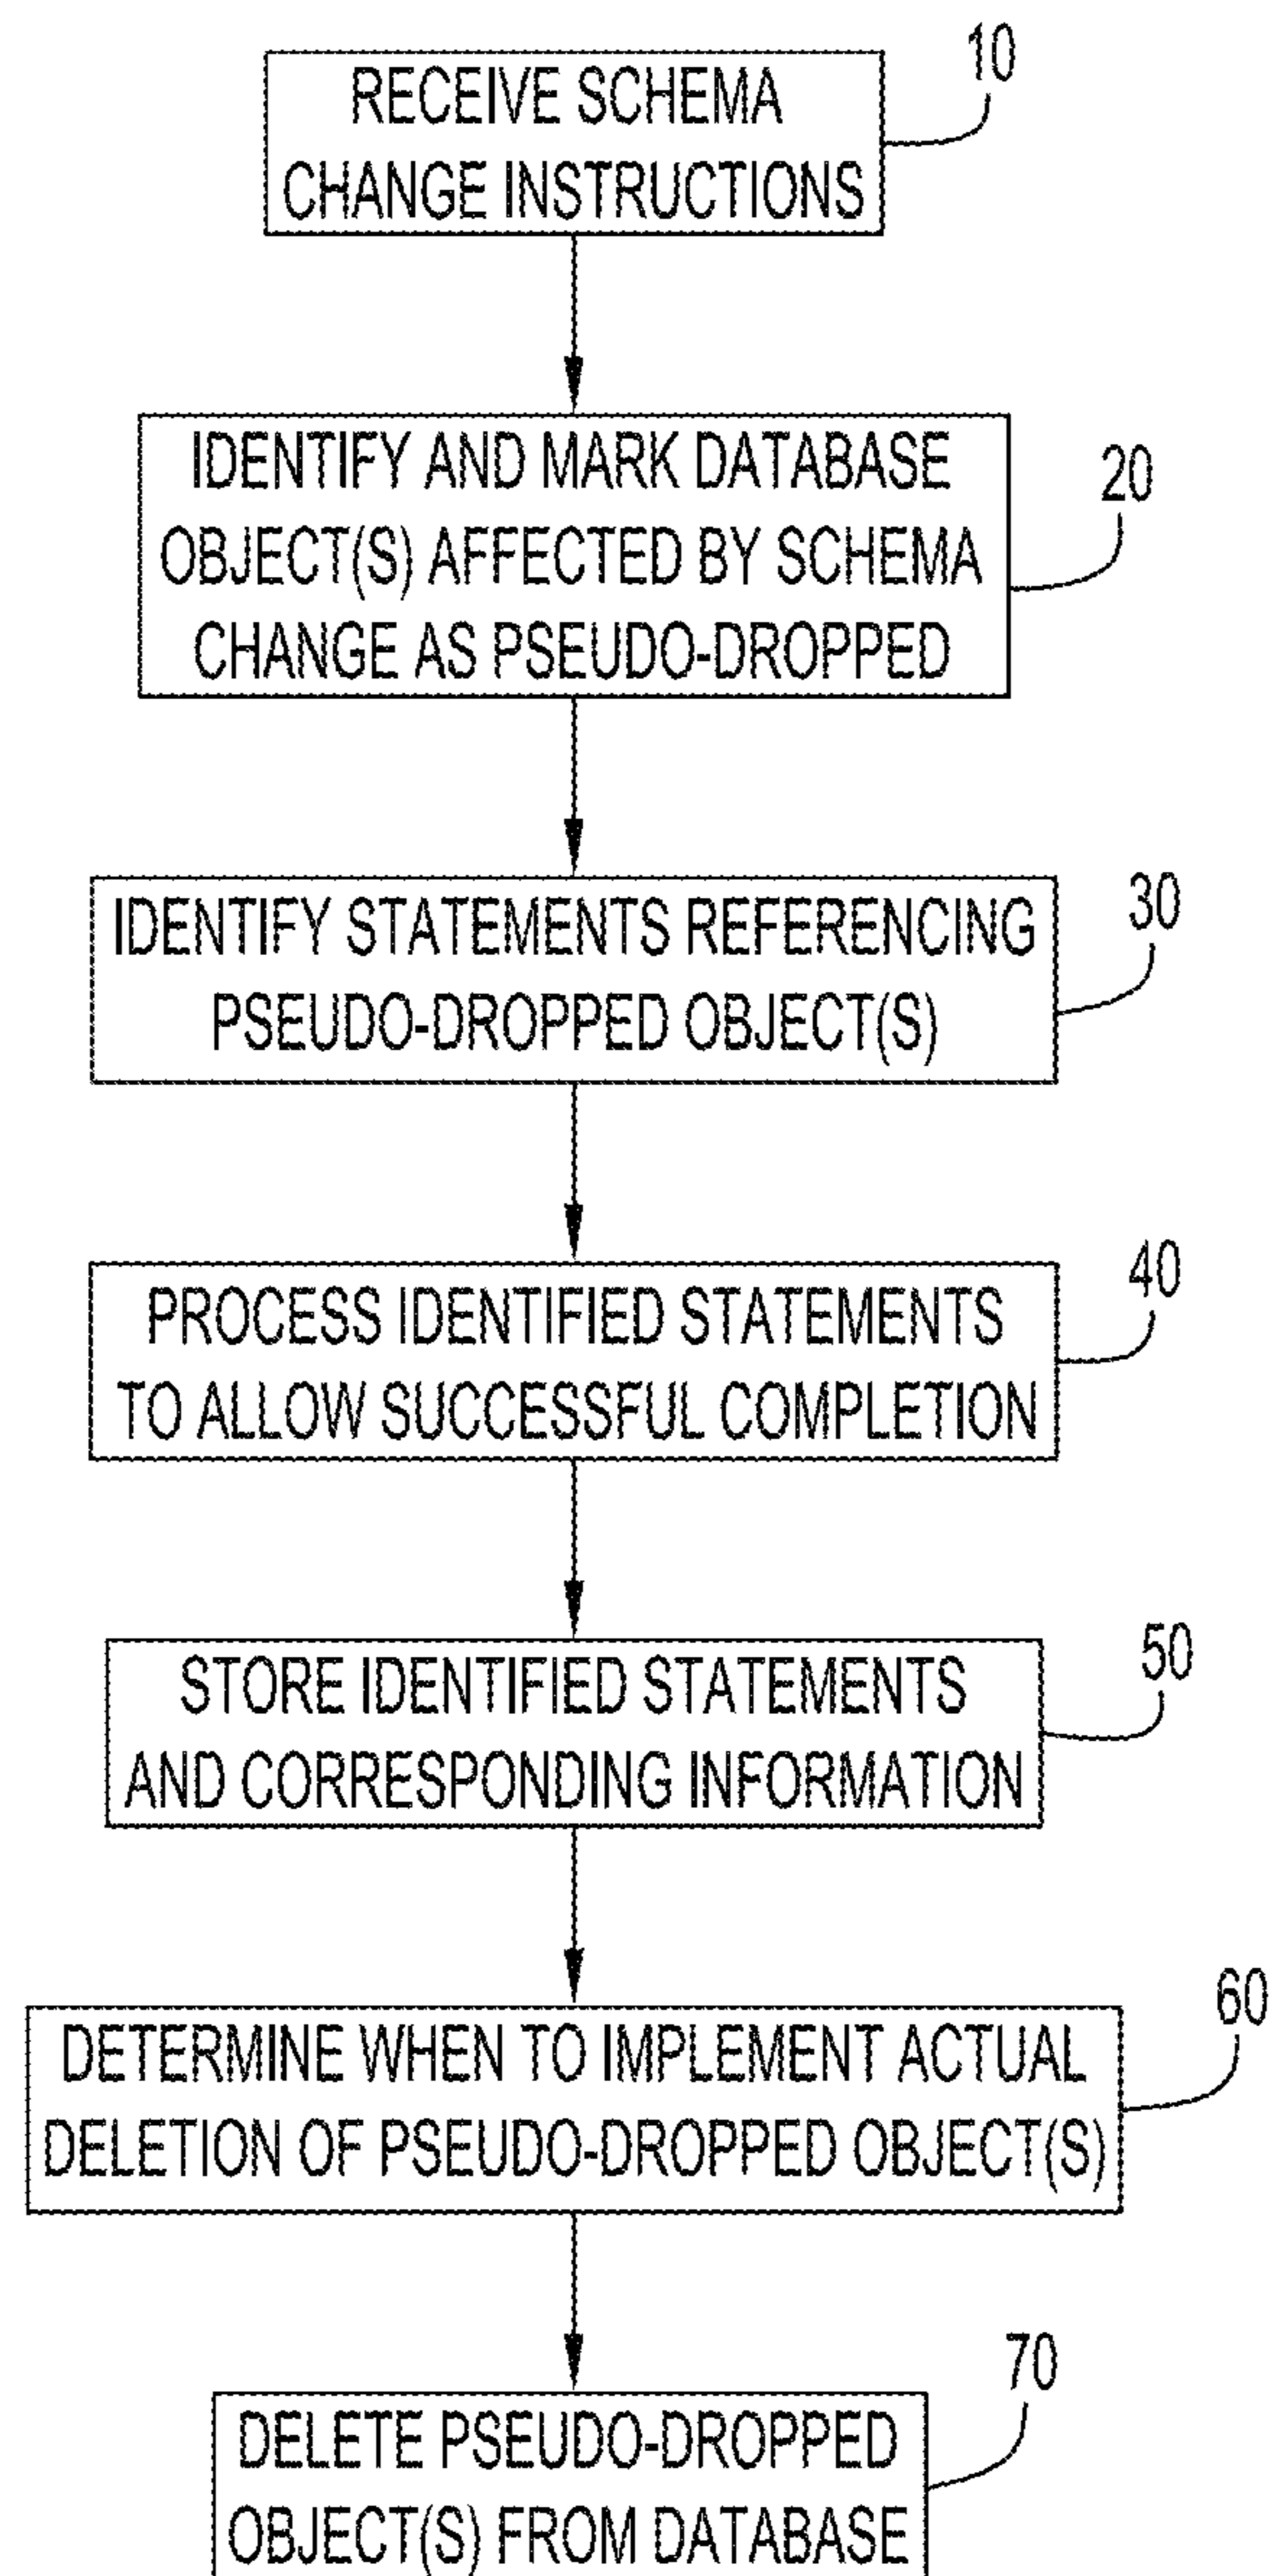 10
RECEIVE SCHEMA
CHANGE INSTRUCTIONS
20
IDENTIFY AND MARK DATABASE
OBJECT(S) AFFECTED BY SCHEMA
CHANGE AS PSEUDO-DROPPED
30
IDENTIFY STATEMENTS REFERENCING
PSEUDO-DROPPED OBJECT(S)
40
PROCESS IDENTIFIED STATEMENTS
TO ALLOW SUCCESSFUL COMPLETION
50
STORE IDENTIFIED STATEMENTS
AND CORRESPONDING INFORMATION
60
DETERMINE WHEN TO IMPLEMENT ACTUAL
DELETION OF PSEUDO-DROPPED OBJECT(S)
70
DELETE PSEUDO-DROPPED
OBJECT(S) FROM DATABASE